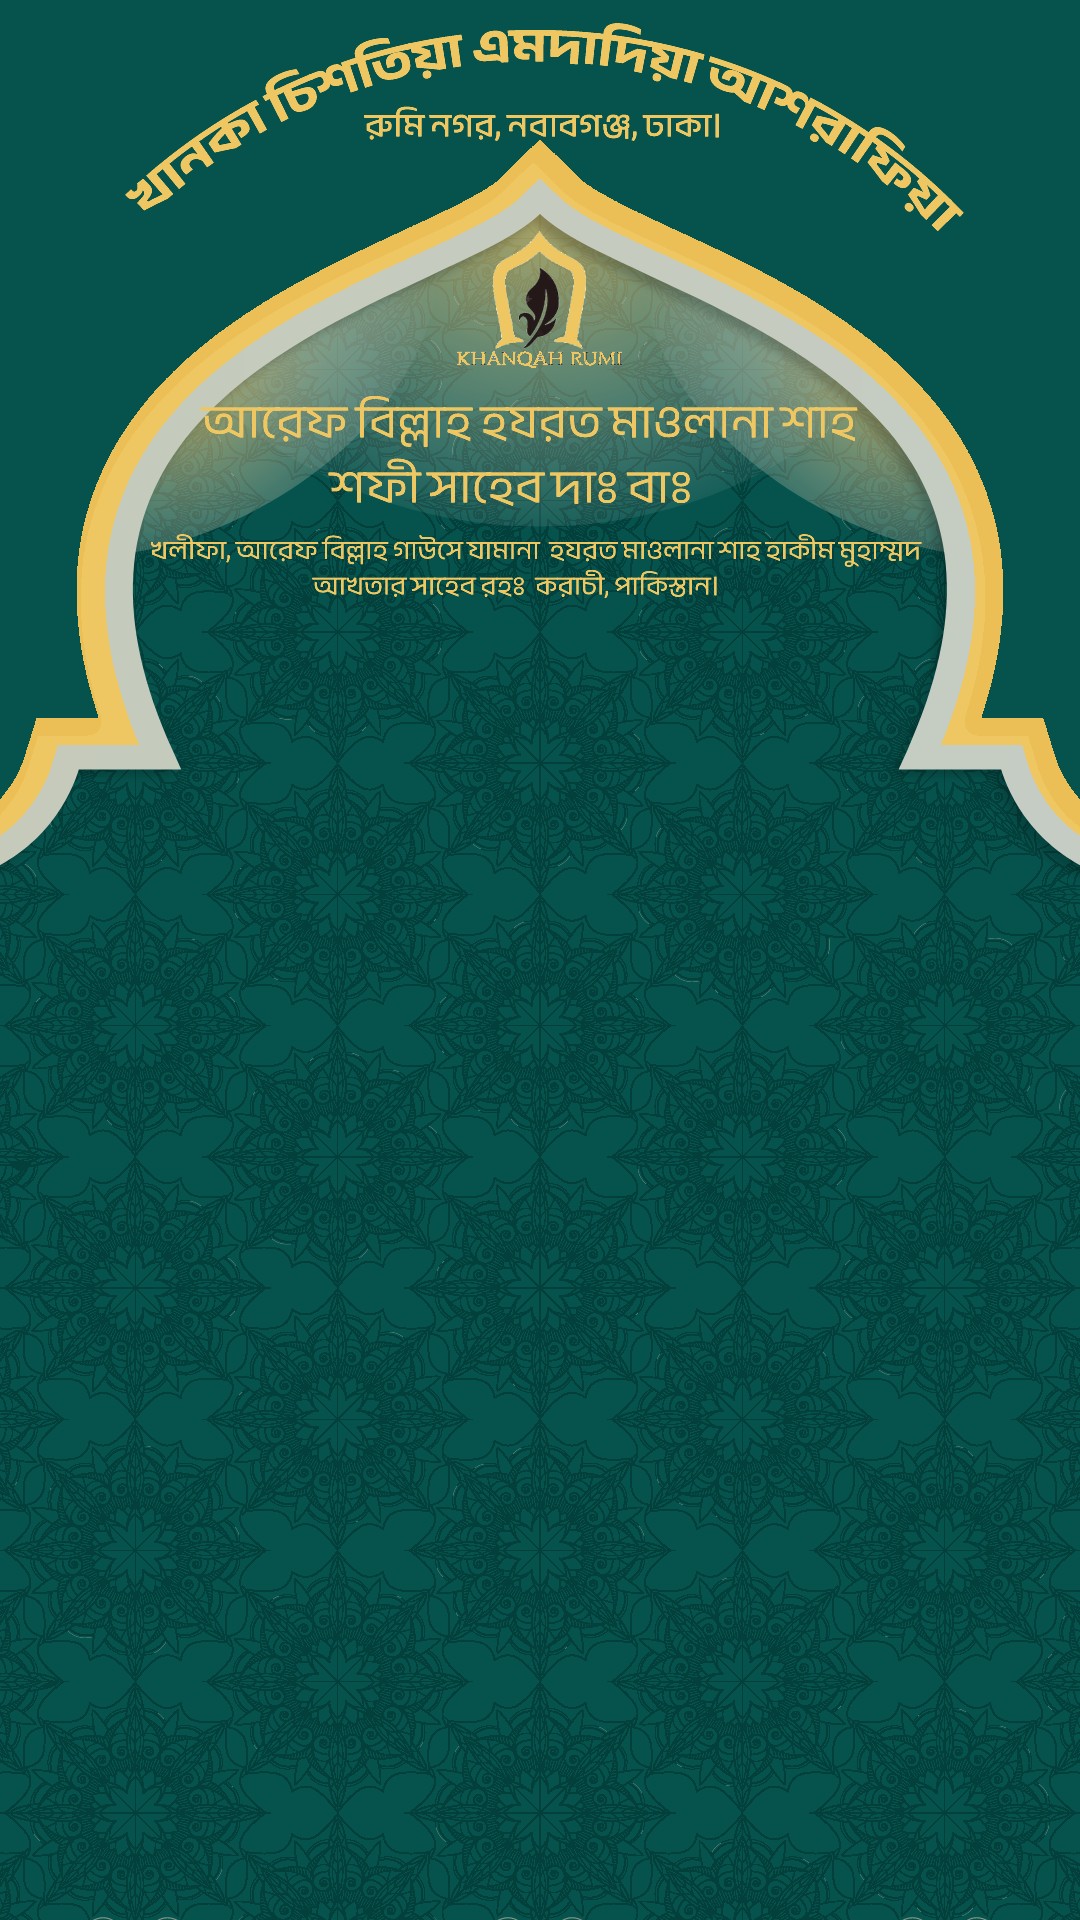 খানকা চিশতিয়া এমদাদিয়া আশরাফিয়া
রুমি নগর, নবাবগঞ্জ, ঢাকা।
KHANQAH RUMI
আরেফ বিল্লাহ হযরত মাওলানা শাহ
শফী সাহেব দাঃ বাঃ
খলীফা, আরেফ বিল্লাহ গাউসে যামানা হযরত মাওলানা শাহ হাকীম মুহাম্মদ
আখতার সাহেব রহঃ করাচী, পাকিস্তান।